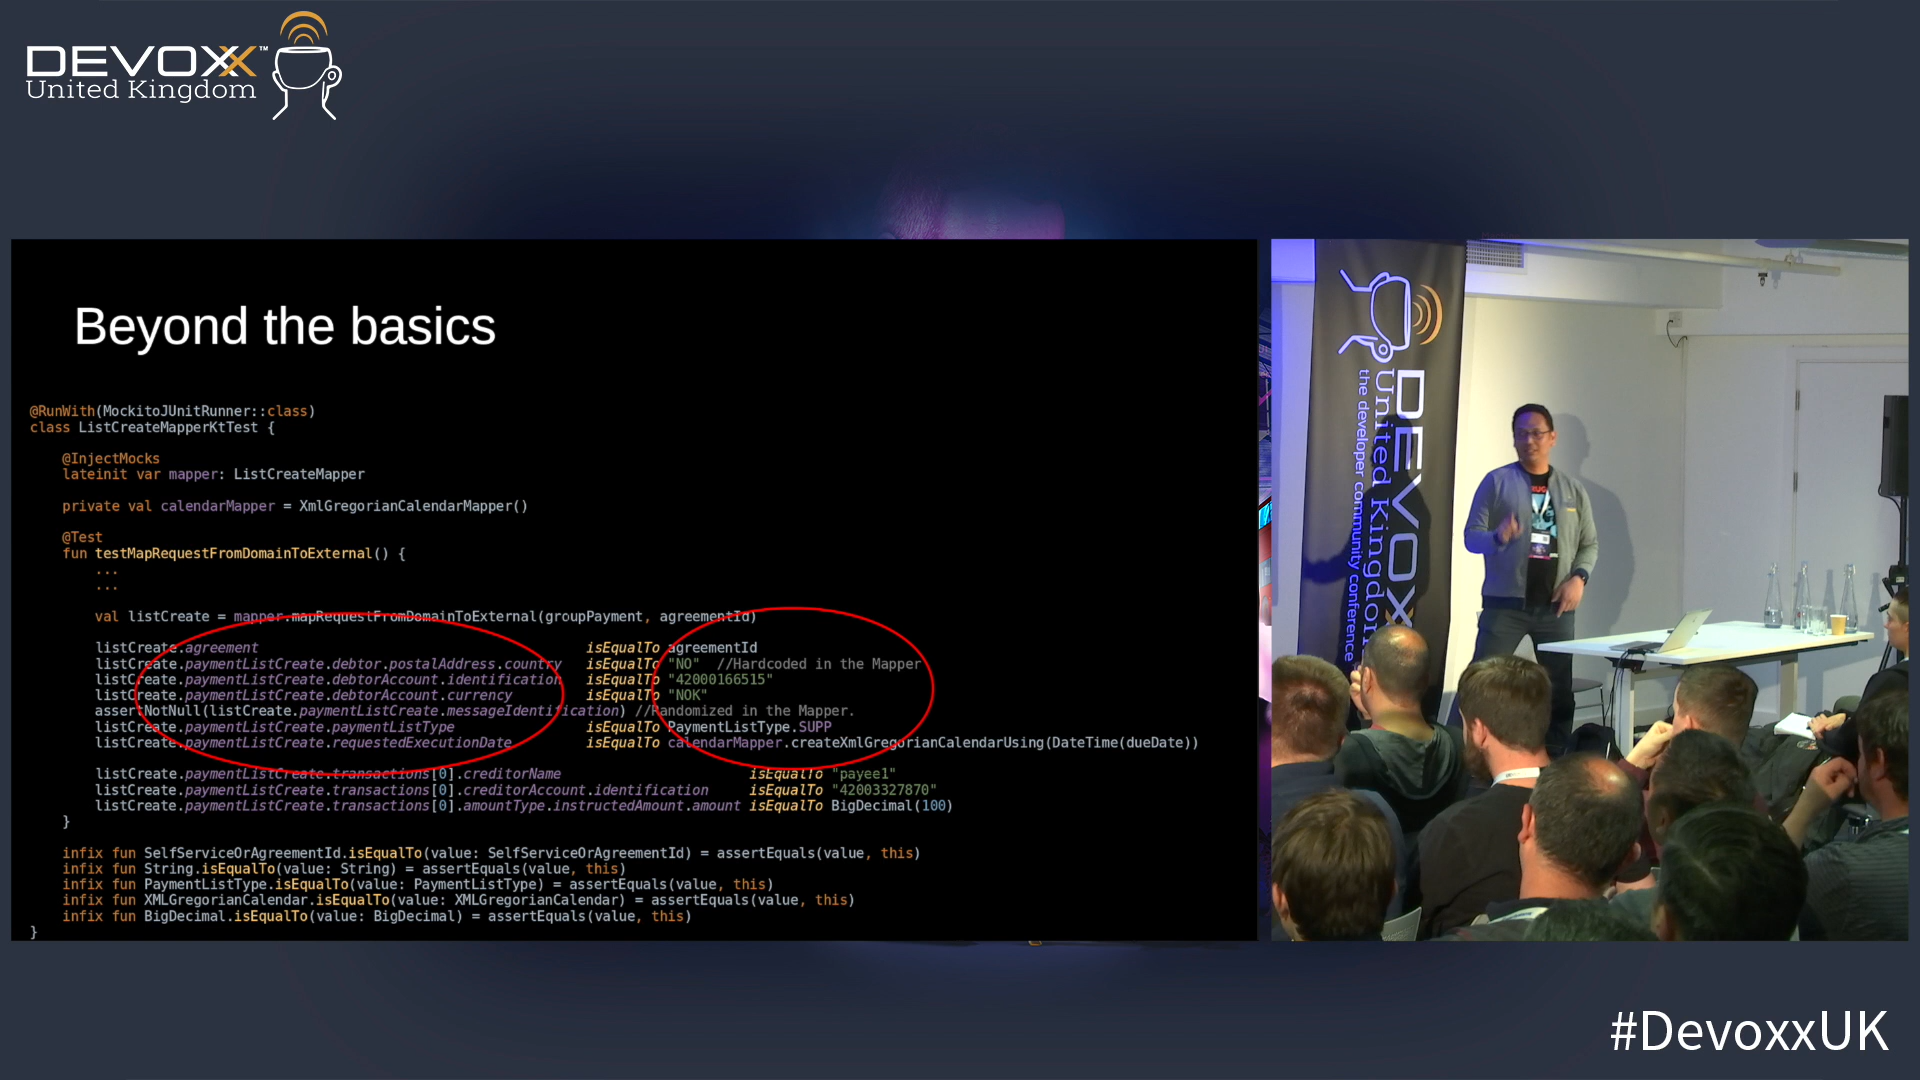 DEVOXX™
United Kingdom
Beyond the basics
@RunWith(MockitoJUnitRunner::class)
class ListCreateMapperKtTest {
@InjectMocks
lateinit var mapper: ListCreateMapper
private val calendarMapper = XmlGregorianCalendarMapper()
@Test
fun testMapRequestFromDomainToExternal() {
...
...
val listCreate = mapper.mapRequestFromDomainToExternal(groupPayment, agreementId)
listCreate.agreement isEqualTo agreementId
listCreate.paymentListCreate.debtor.postalAddress.country isEqualTo "NO" //Hardcoded in the Mapper
listCreate.paymentListCreate.debtorAccount.identification isEqualTo "42000166515"
listCreate.paymentListCreate.debtorAccount.currency isEqualTo "NOK"
assertNotNull(listCreate.paymentListCreate.messageIdentification) //Randomized in the Mapper.
listCreate.paymentListCreate.paymentListType isEqualTo PaymentListType.SUPP
listCreate.paymentListCreate.requestedExecutionDate isEqualTo calendarMapper.createXmlGregorianCalendarUsing(DateTime(dueDate))
listCreate.paymentListCreate.transactions[0].creditorName isEqualTo "payee1"
listCreate.paymentListCreate.transactions[0].creditorAccount.identification isEqualTo "42003327870"
listCreate.paymentListCreate.transactions[0].amountType.instructedAmount.amount isEqualTo BigDecimal(100)
}
infix fun SelfServiceOrAgreementId.isEqualTo(value: SelfServiceOrAgreementId) = assertEquals(value, this)
infix fun String.isEqualTo(value: String) = assertEquals(value, this)
infix fun PaymentListType.isEqualTo(value: PaymentListType) = assertEquals(value, this)
infix fun XMLGregorianCalendar.isEqualTo(value: XMLGregorianCalendar) = assertEquals(value, this)
infix fun BigDecimal.isEqualTo(value: BigDecimal) = assertEquals(value, this)
}
DEVOXX
United Kingdom
the developer community conference
#DevoxxUK